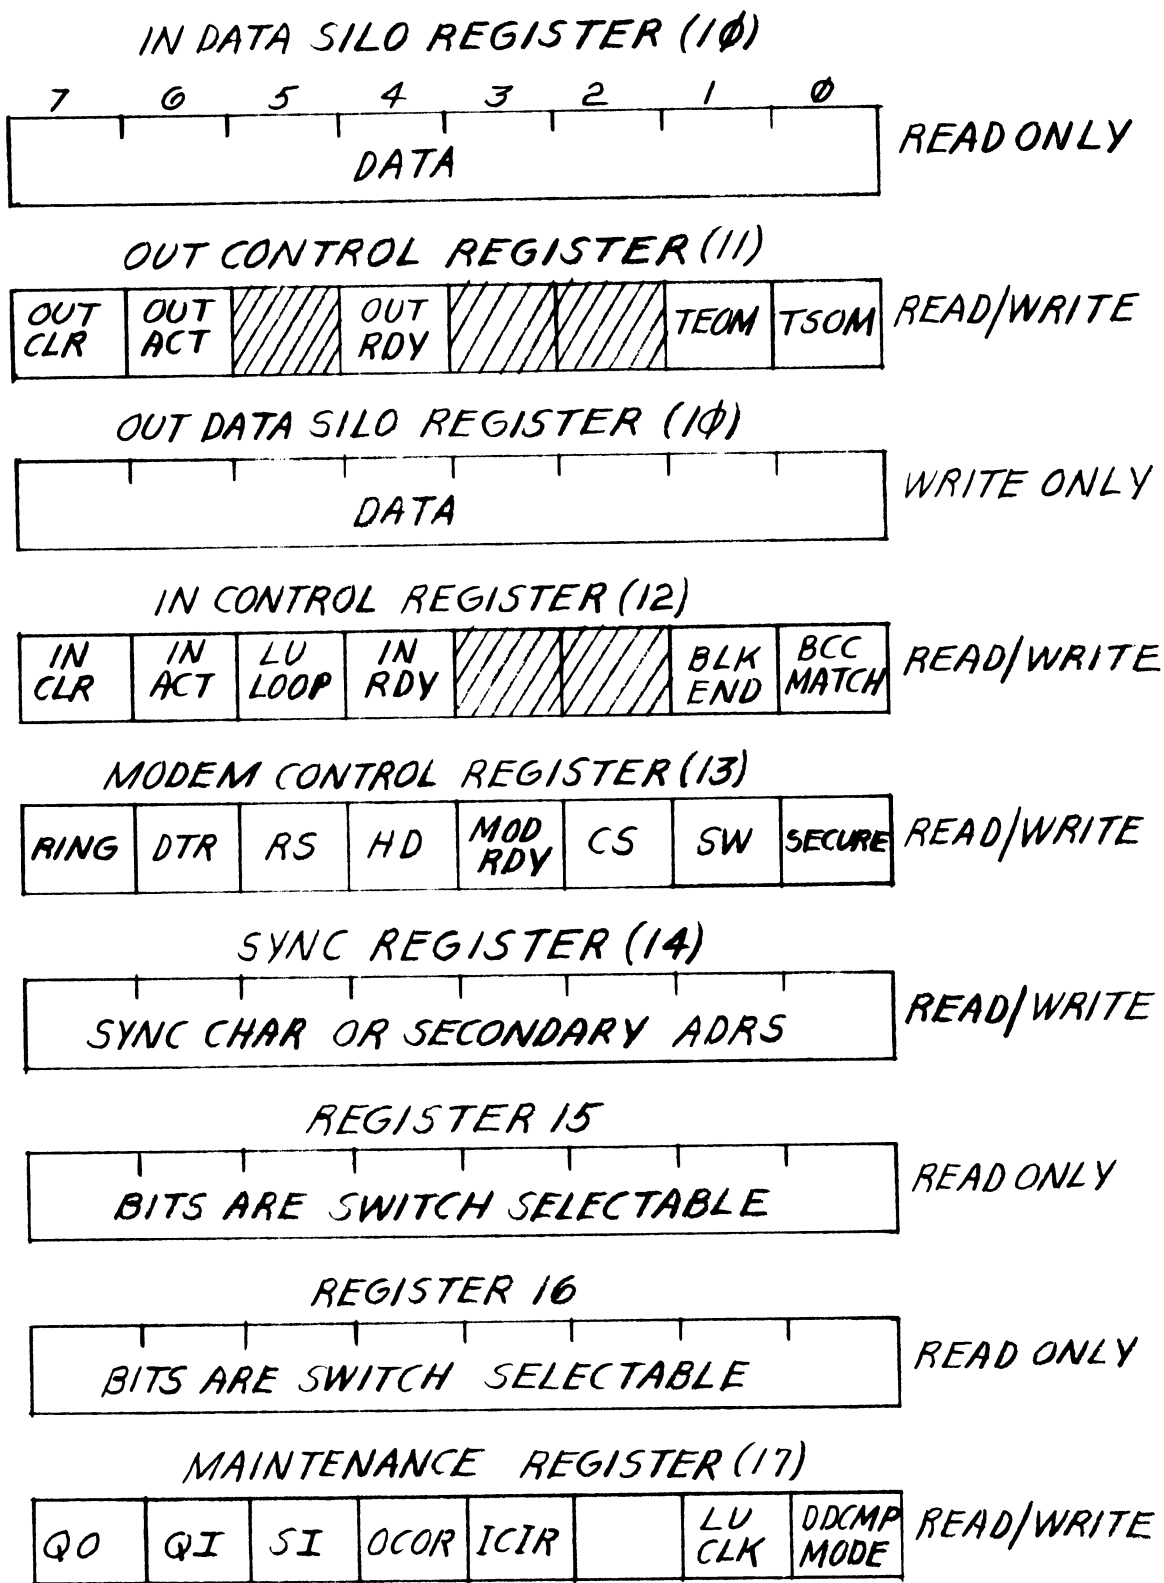 IN DATA SILO REGISTER (1Ø)
7 6 5 4 3 2 1 Ø
DATA
READ ONLY
OUT CONTROL REGISTER (11)
OUT CLR
OUT ACT
OUT RDY
TEOM
TSOM
READ/WRITE
OUT DATA SILO REGISTER (1Ø)
DATA
WRITE ONLY
IN CONTROL REGISTER (12)
IN CLR
IN ACT
LU LOOP
IN RDY
BLK END
BCC MATCH
READ/WRITE
MODEM CONTROL REGISTER (13)
RING
DTR
RS
HD
MOD RDY
CS
SW
SECURE
READ/WRITE
SYNC REGISTER (14)
SYNC CHAR OR SECONDARY ADRS
READ/WRITE
REGISTER 15
BITS ARE SWITCH SELECTABLE
READ ONLY
REGISTER 16
BITS ARE SWITCH SELECTABLE
READ ONLY
MAINTENANCE REGISTER (17)
QO
QI
SI
OCOR
ICIR
LU CLK
DDCMP MODE
READ/WRITE